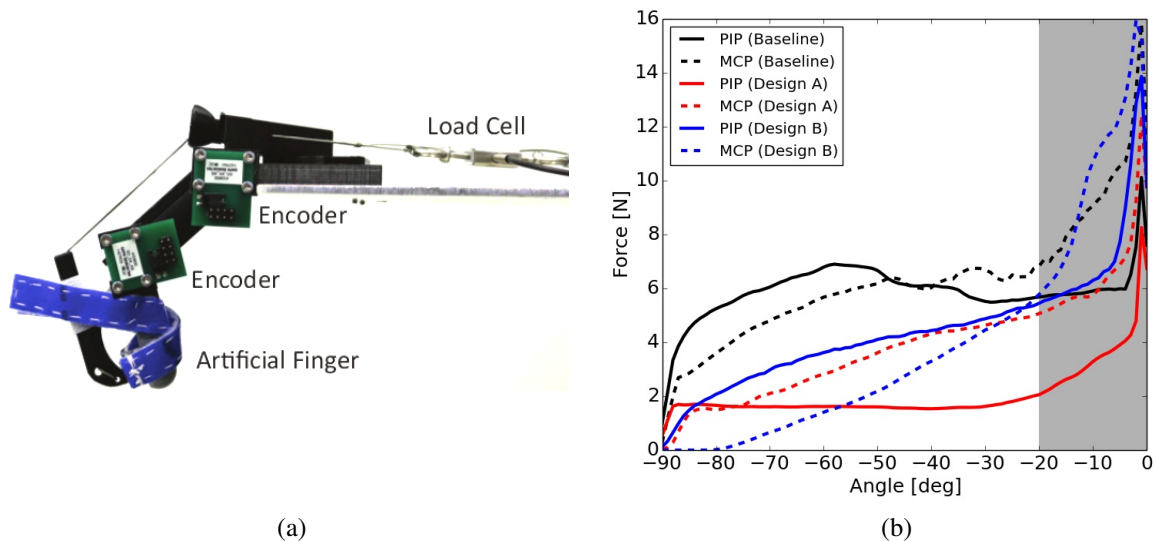 Load Cell
Encoder
Encoder
Artificial Finger
(a)
PIP (Baseline)
MCP (Baseline)
PIP (Design A)
MCP (Design A)
PIP (Design B)
MCP (Design B)
Force [N]
16
14
12
10
8
6
4
2
0
−90 −80 −70 −60 −50 −40 −30 −20 −10 0
Angle [deg]
(b)